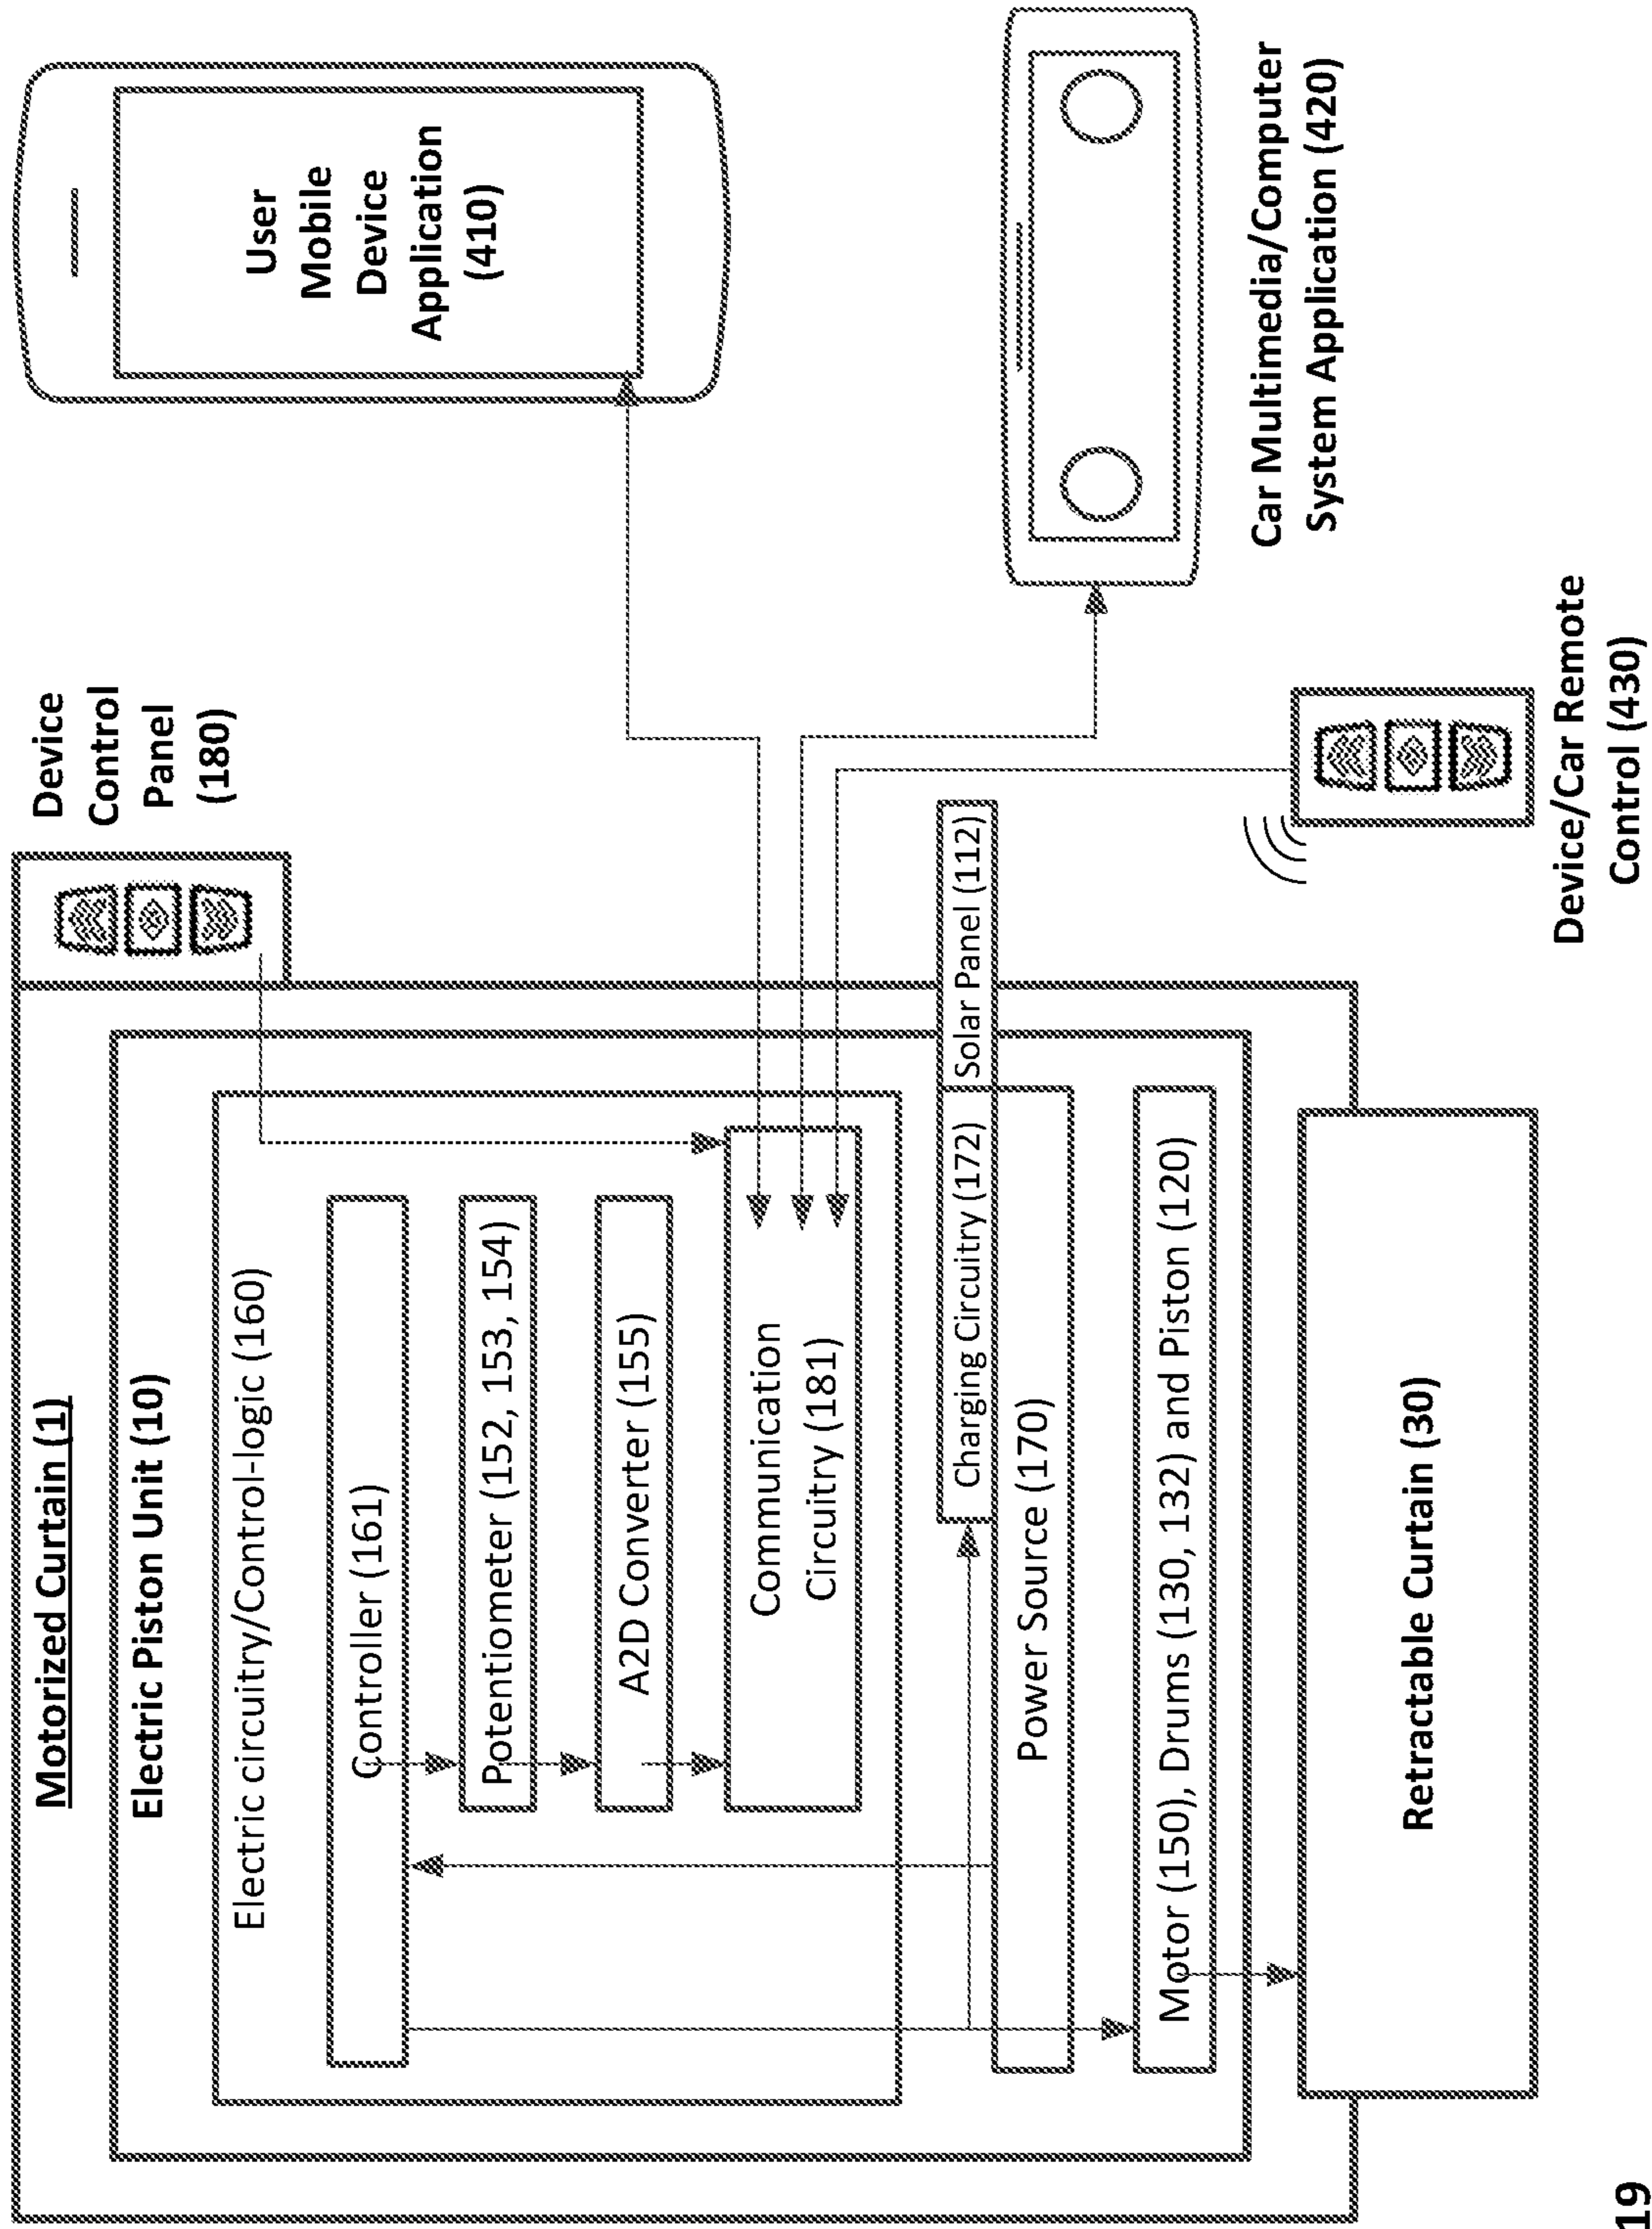 Motorized Curtain (1)
Electric Piston Unit (10)
Electric circuitry/Control-logic (160)
Controller (161)
Potentiometer (152, 153, 154)
A2D Converter (155)
Communication
Circuitry (181)
Charging Circuitry (172)
Solar Panel (112)
Power Source (170)
Motor (150), Drums (130, 132) and Piston (120)
Retractable Curtain (30)
Device
Control
Panel
(180)
User
Mobile
Device
Application
(410)
Car Multimedia/Computer
System Application (420)
Device/Car Remote
Control (430)
19